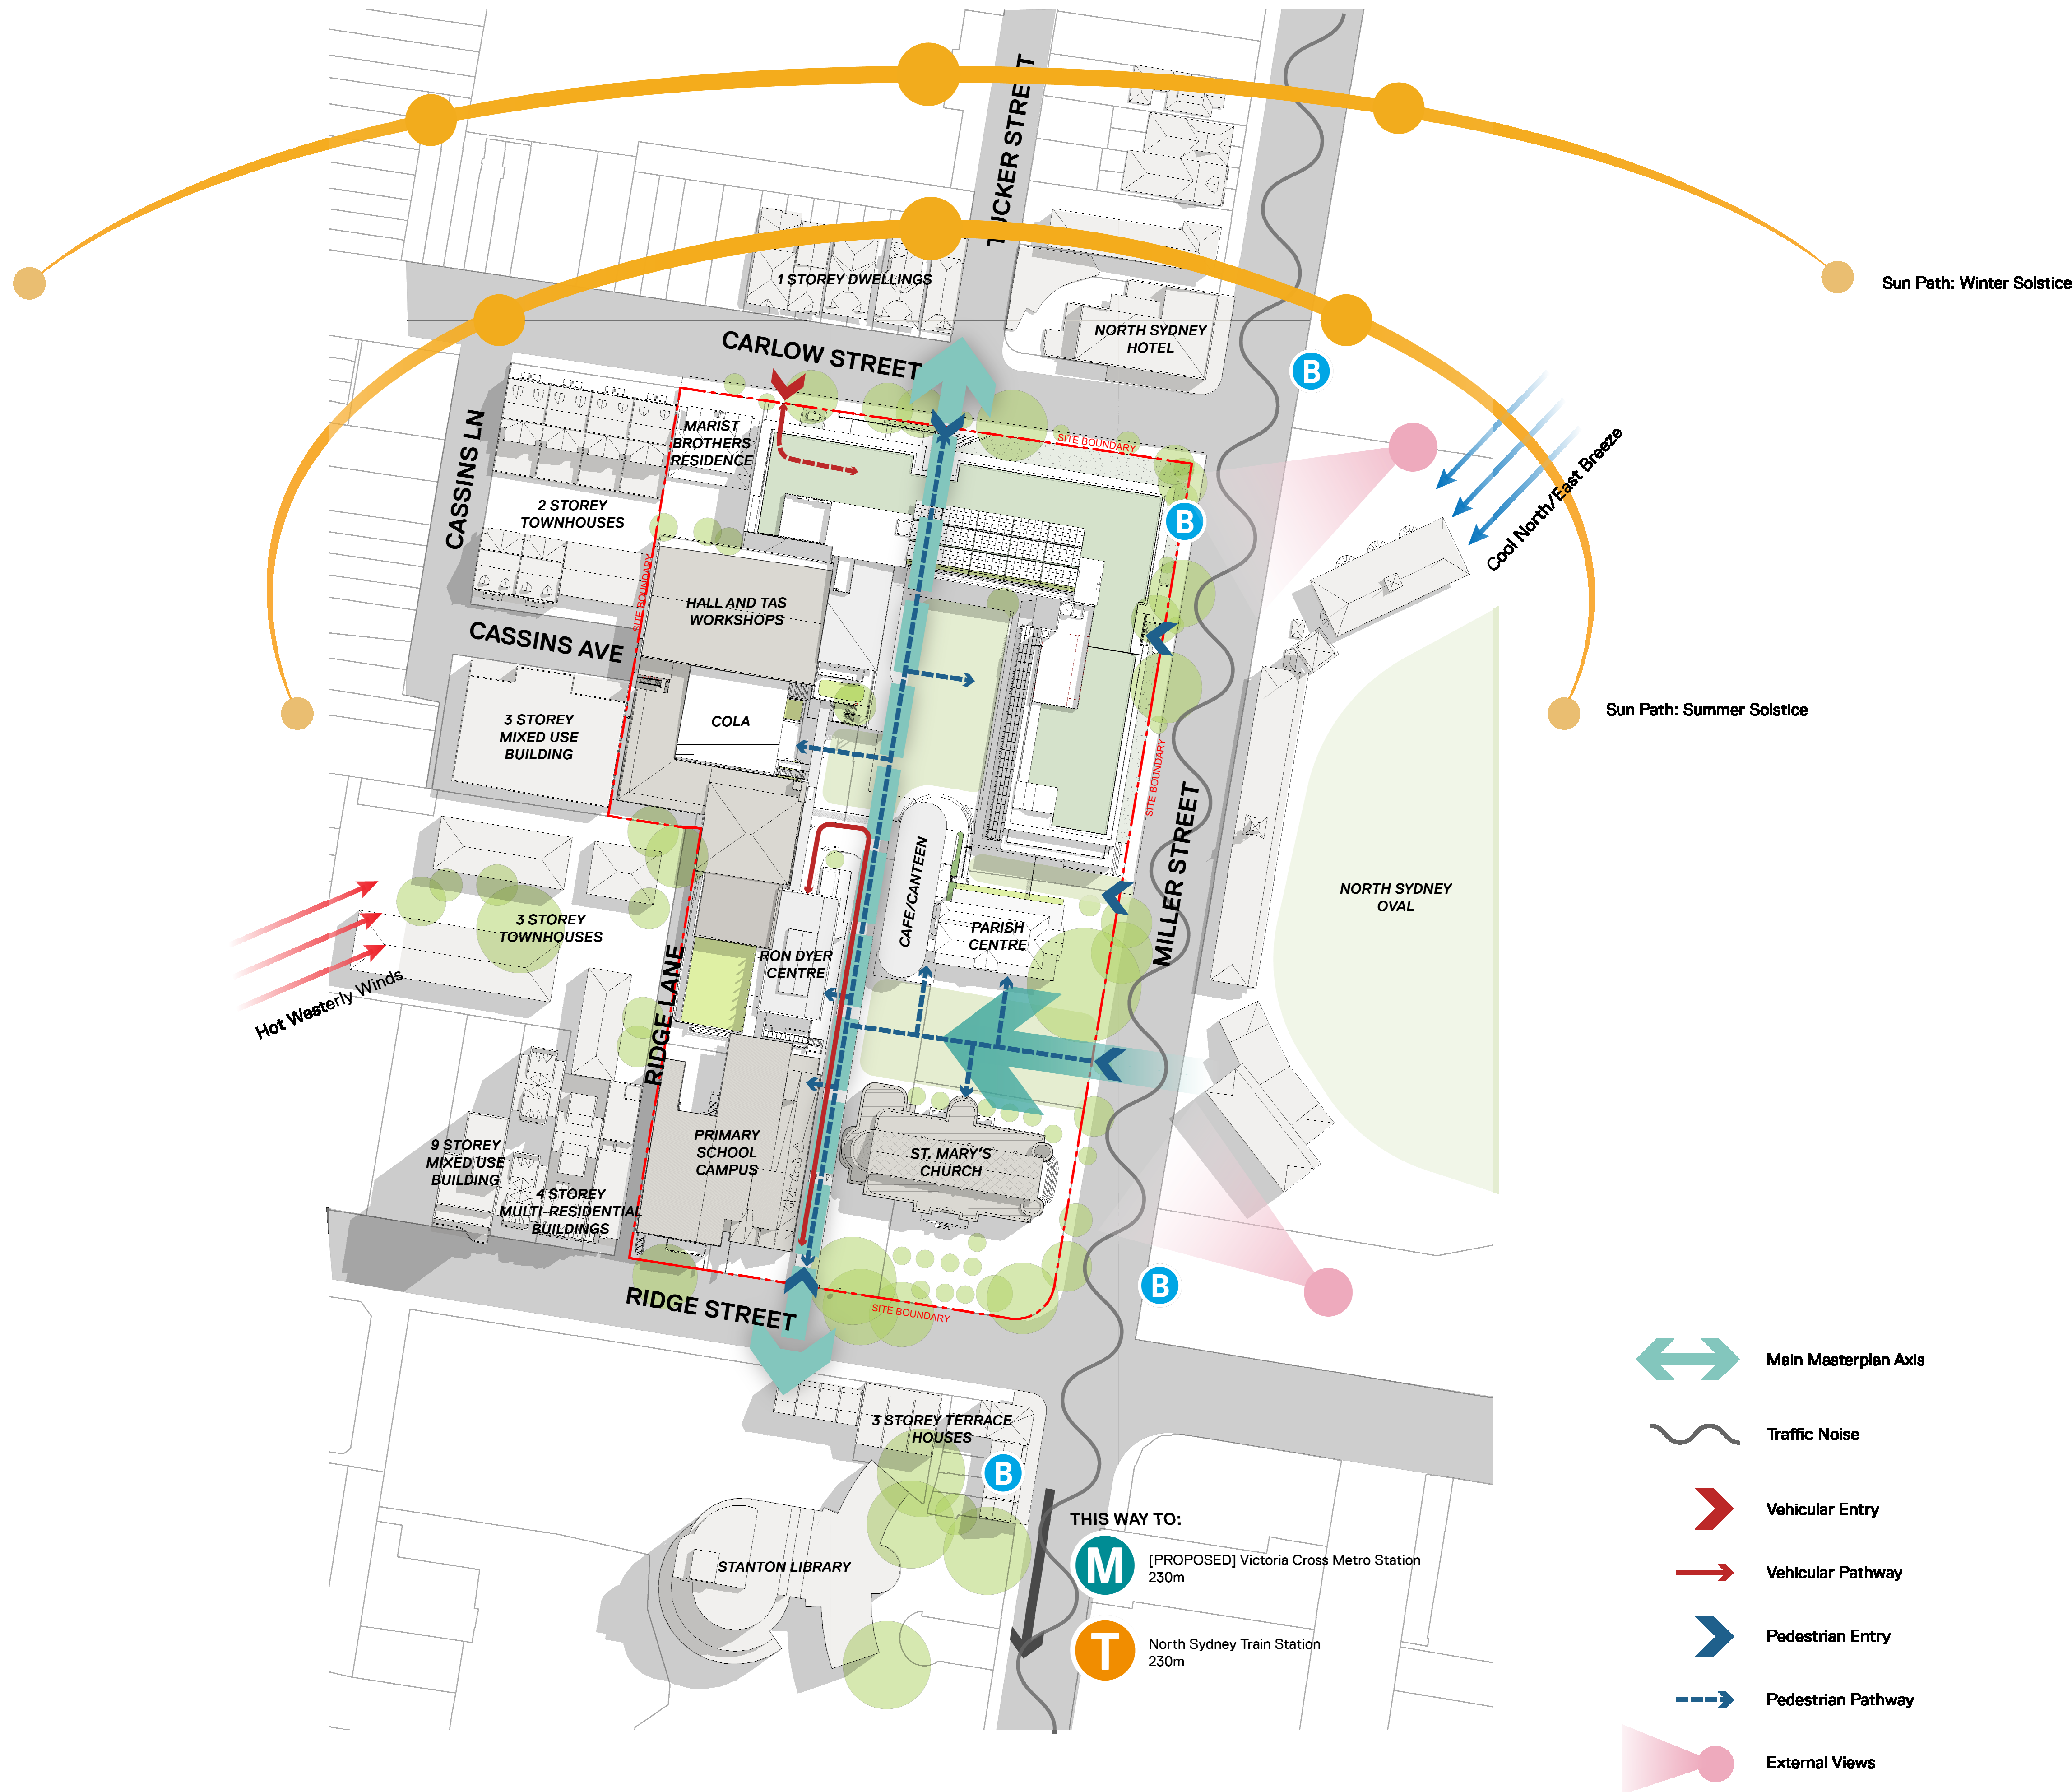 TUCKER STREET
Sun Path: Winter Solstice
1 STOREY DWELLINGS
NORTH SYDNEY
HOTEL
CARLOW STREET
B
CASSINS LN
MARIST
BROTHERS
RESIDENCE
SITE BOUNDARY
2 STOREY
TOWNHOUSES
B
Cool North/East Breeze
SITE BOUNDARY
HALL AND TAS
WORKSHOPS
CASSINS AVE
3 STOREY
MIXED USE
BUILDING
COLA
Sun Path: Summer Solstice
SITE BOUNDARY
MILLER STREET
CAFE/CANTEEN
NORTH SYDNEY
OVAL
3 STOREY
TOWNHOUSES
PARISH
CENTRE
RON DYER
CENTRE
Hot Westerly Winds
RIDGE LANE
PRIMARY
SCHOOL
CAMPUS
ST. MARY'S
CHURCH
9 STOREY
MIXED USE
BUILDING
4 STOREY
MULTI-RESIDENTIAL
BUILDINGS
B
RIDGE STREET
SITE BOUNDARY
3 STOREY TERRACE
HOUSES
B
STANTON LIBRARY
THIS WAY TO:
M
[PROPOSED] Victoria Cross Metro Station
230m
T
North Sydney Train Station
230m
Main Masterplan Axis
Traffic Noise
Vehicular Entry
Vehicular Pathway
Pedestrian Entry
Pedestrian Pathway
External Views